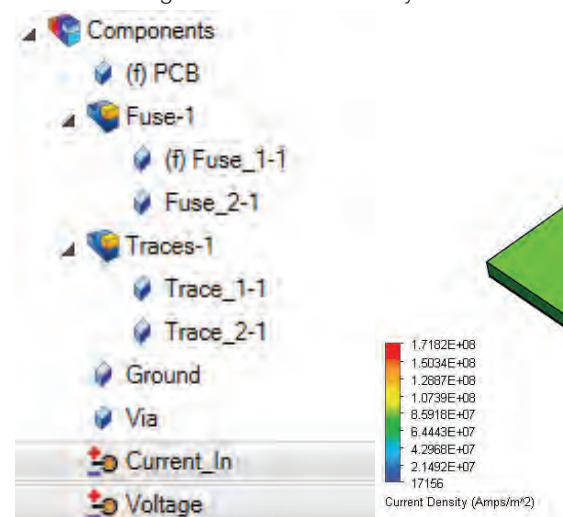 Components
(f) PCB
Fuse-1
(f) Fuse_1-1
Fuse_2-1
Traces-1
Trace_1-1
Trace_2-1
Ground
Via
Current_In
Voltage
1.7182E+08
1.5034E+08
1.2887E+08
1.0739E+08
8.5918E+07
6.4443E+07
4.2968E+07
2.1492E+07
17156
Current Density (Amps/m^2)